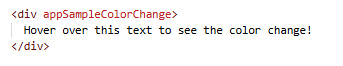 <div appSampleColorChange>
Hover over this text to see the color change!
</div>